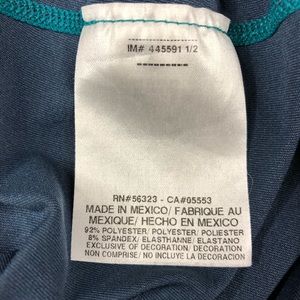 IM# 445591 1/2
RN#56323 - CA#05553
MADE IN MEXICO/ FABRIQUE AU
MEXIQUE/ HECHO EN MEXICO
92% POLYESTER/ POLYESTER/ POLIESTER
8% SPANDEX/ ELASTHANNE/ ELASTANO
EXCLUSIVE OF DECORATION/ DECORATION
NON COMPRISE/ NO INCLUYE LA DECORACION